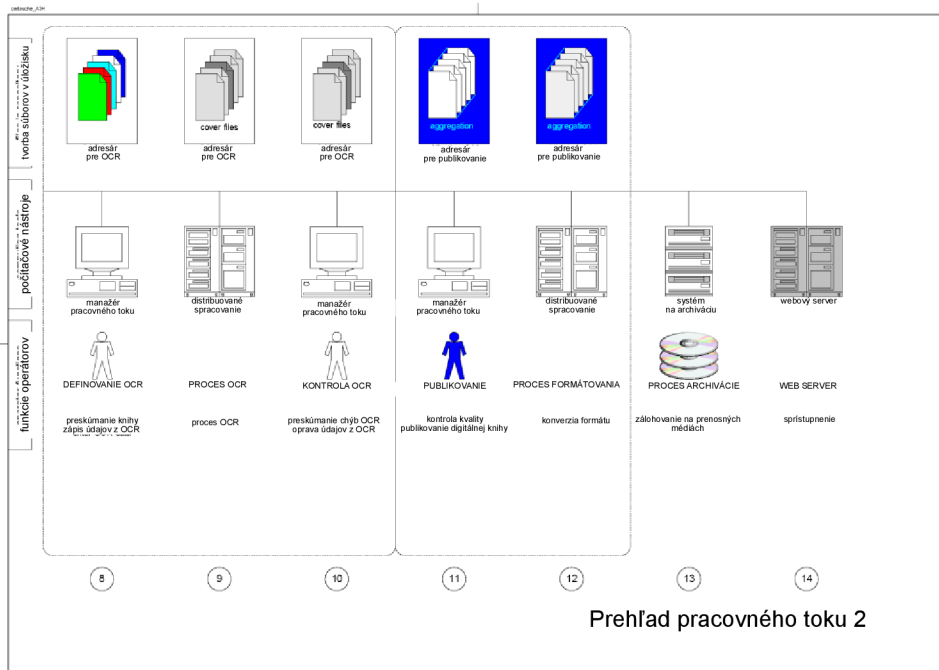 cartouche_A3H
tvorba súborov v úložisku
cover files
cover files
aggregation
aggregation
adresár
pre OCR
adresár
pre OCR
adresár
pre OCR
adresár
pre publikovanie
adresár
pre publikovanie
počítačové nástroje
manažér
pracovného toku
distribuované
spracovanie
manažér
pracovného toku
manažér
pracovného toku
distribuované
spracovanie
systém
na archiváciu
webový server
funkcie operátorov
DEFINOVANIE OCR
PROCES OCR
KONTROLA OCR
PUBLIKOVANIE
PROCES FORMÁTOVANIA
PROCES ARCHIVÁCIE
WEB SERVER
preskúmanie knihy
zápis údajov z OCR
proces OCR
preskúmanie chýb OCR
oprava údajov z OCR
kontrola kvality
publikovanie digitálnej knihy
konverzia formátu
zálohovanie na prenosných
médiách
sprístupnenie
8
9
10
11
12
13
14
Prehľad pracovného toku 2